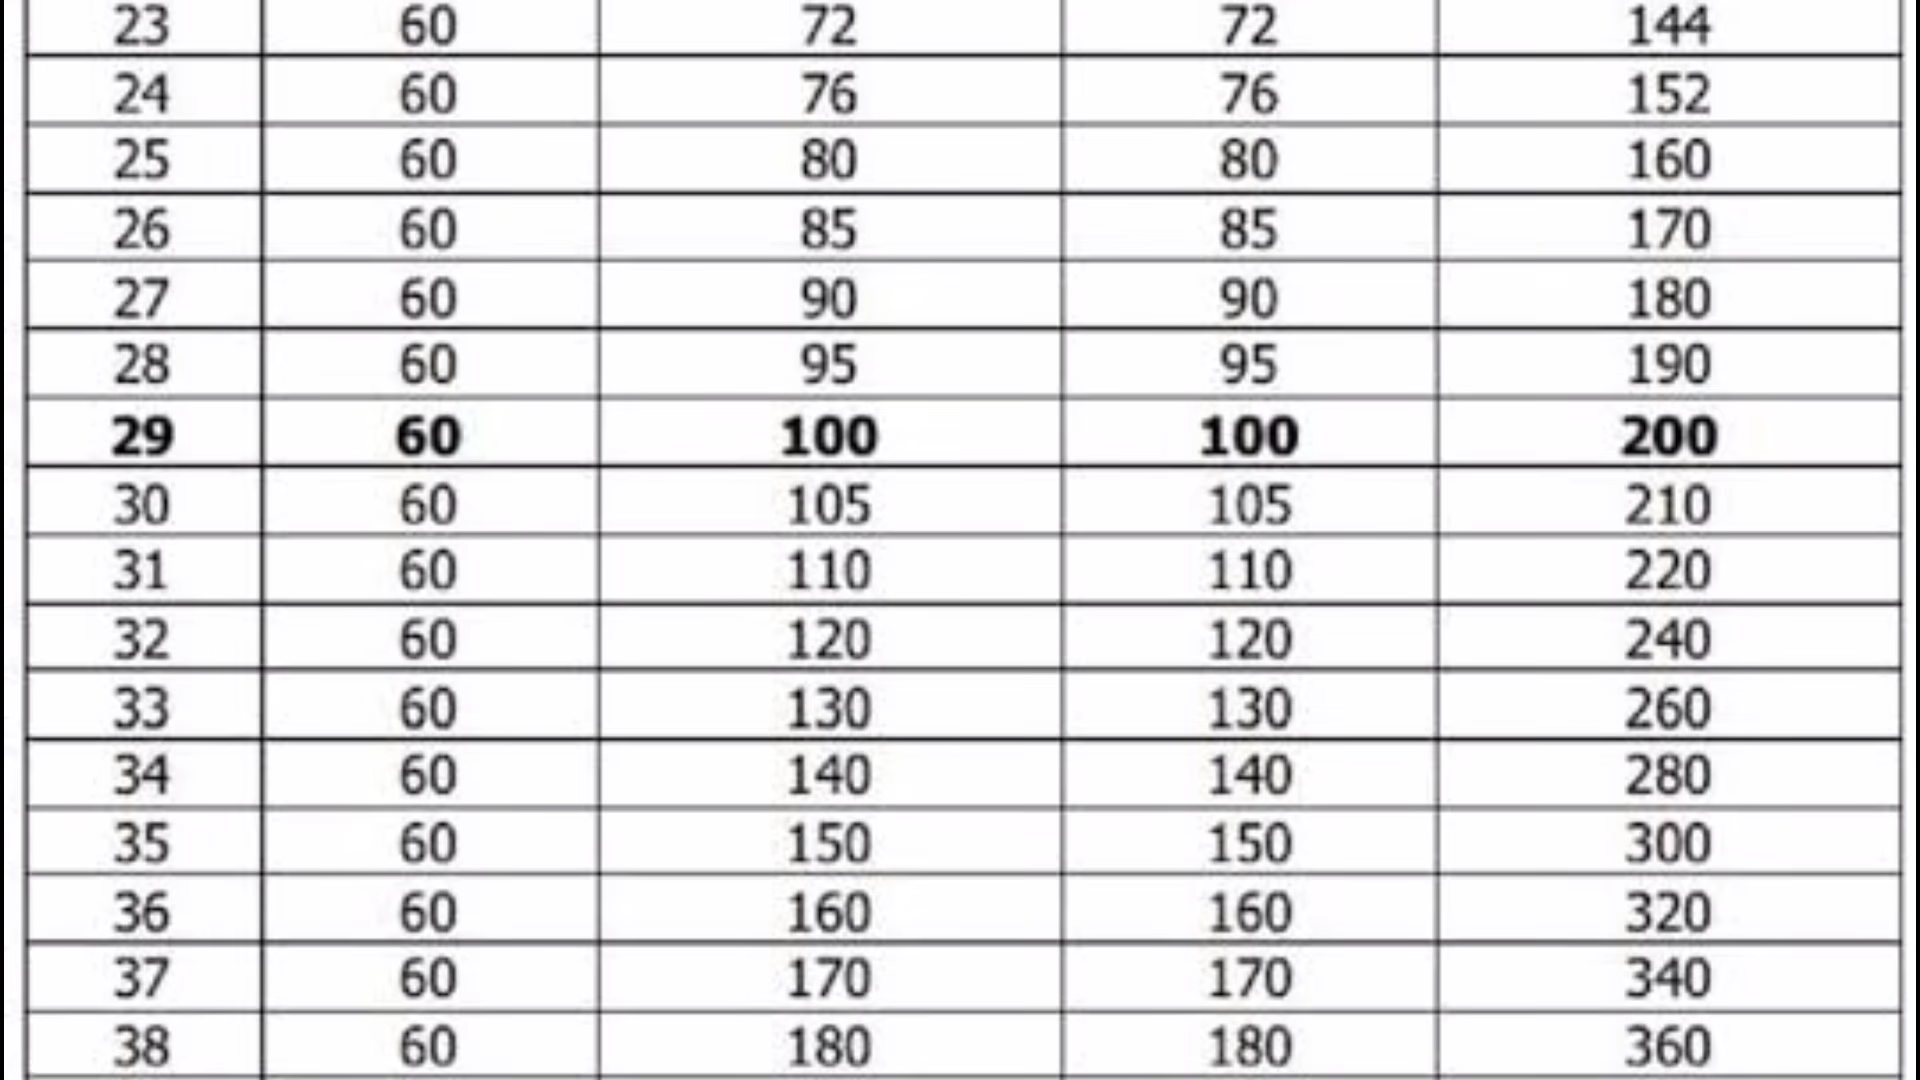 23 60 72 72 144
24 60 76 76 152
25 60 80 80 160
26 60 85 85 170
27 60 90 90 180
28 60 95 95 190
29 60 100 100 200
30 60 105 105 210
31 60 110 110 220
32 60 120 120 240
33 60 130 130 260
34 60 140 140 280
35 60 150 150 300
36 60 160 160 320
37 60 170 170 340
38 60 180 180 360